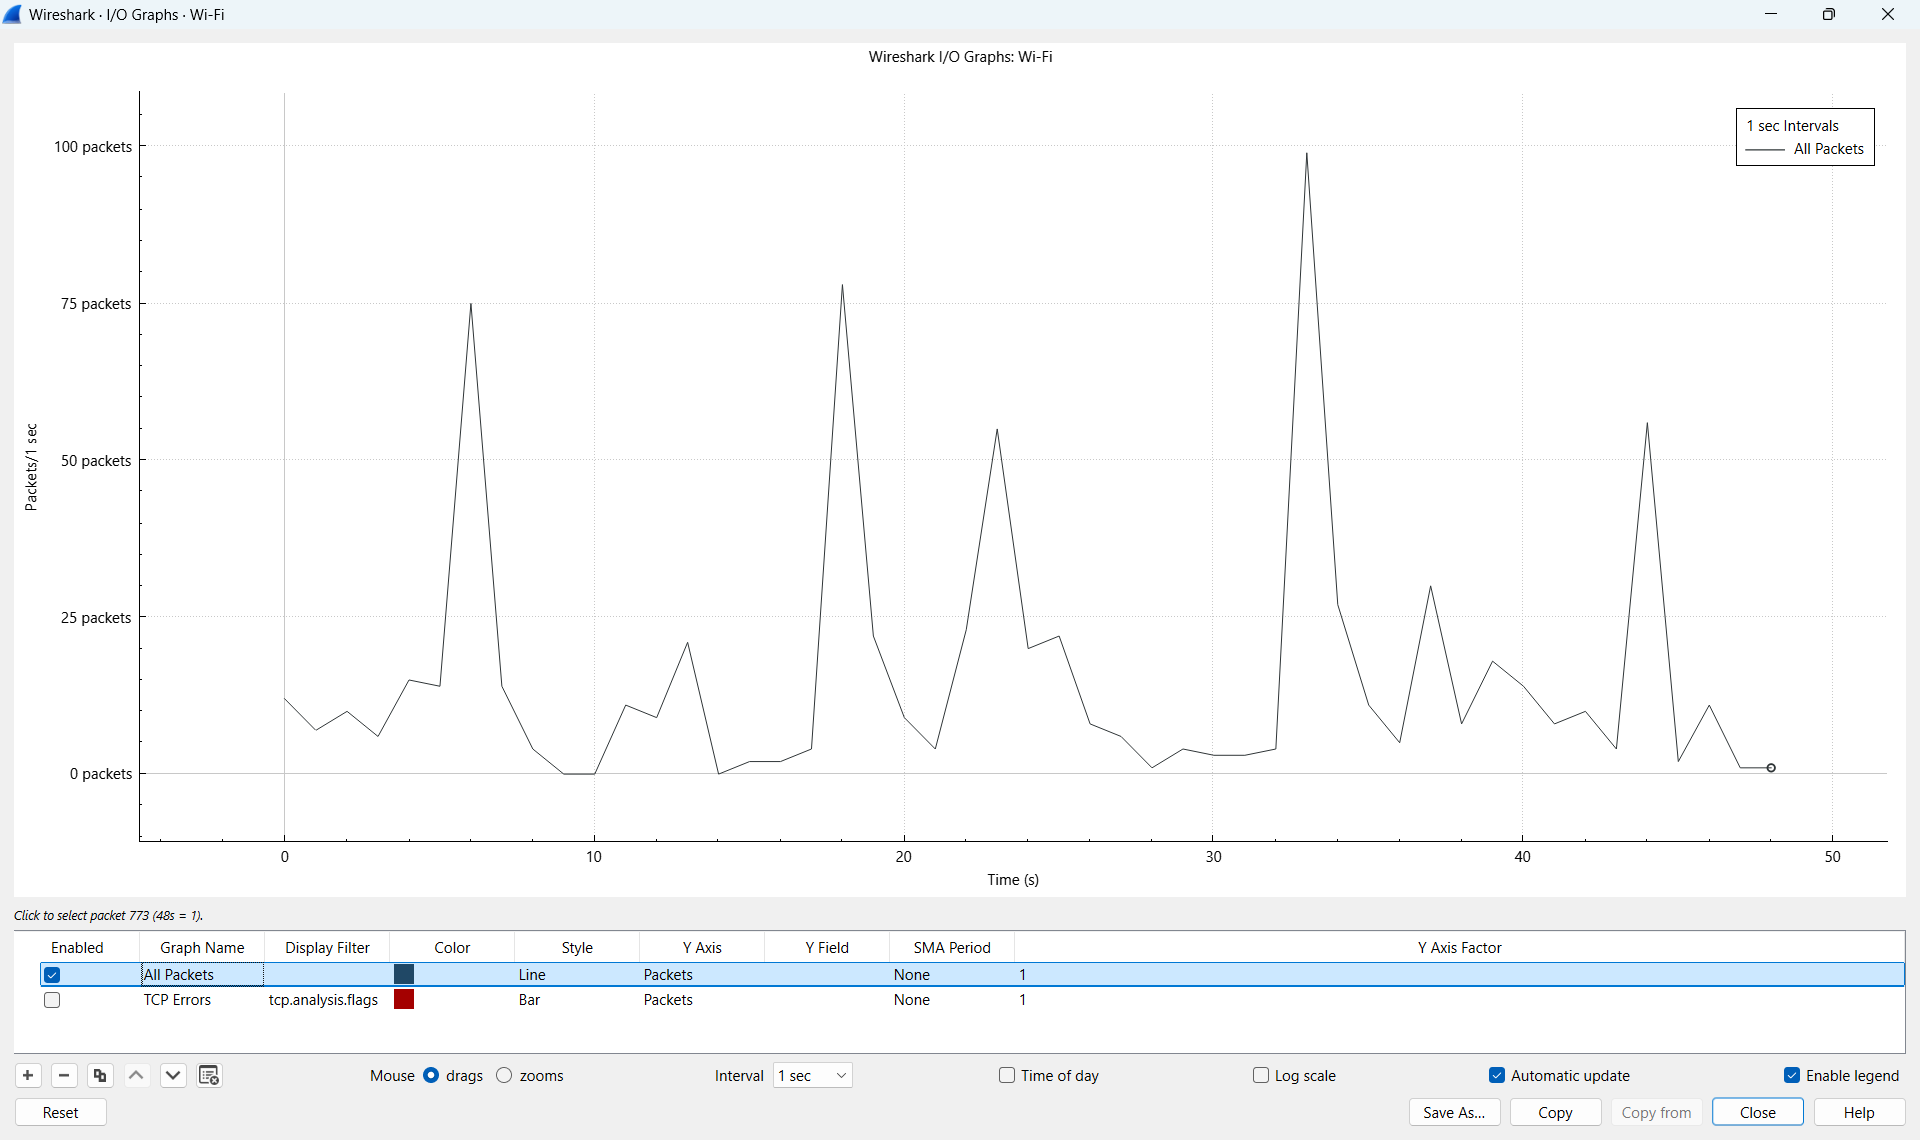 Wireshark · I/O Graphs · Wi-Fi
Wireshark I/O Graphs: Wi-Fi
1 sec Intervals
All Packets
100 packets
75 packets
50 packets
25 packets
0 packets
Packets/1 sec
0 10 20 30 40 50
Time (s)
Click to select packet 773 (48s = 1).
Enabled Graph Name Display Filter Color Style Y Axis Y Field SMA Period Y Axis Factor
All Packets Line Packets None 1
TCP Errors tcp.analysis.flags Bar Packets None 1
Mouse drags zooms Interval 1 sec Time of day Log scale Automatic update Enable legend
Reset Save As... Copy Copy from Close Help